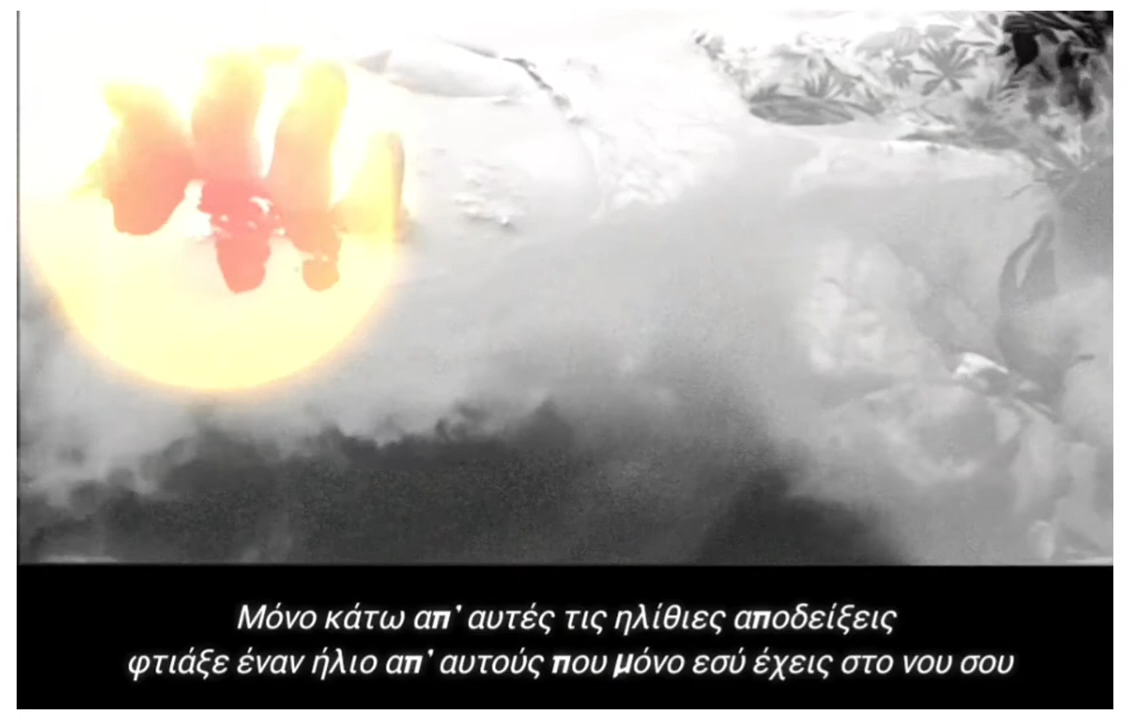 Μόνο κάτω απ' αυτές τις ηλίθιες αποδείξεις
φτιάξε έναν ήλιο απ' αυτούς που μόνο εσύ έχεις στο νου σου